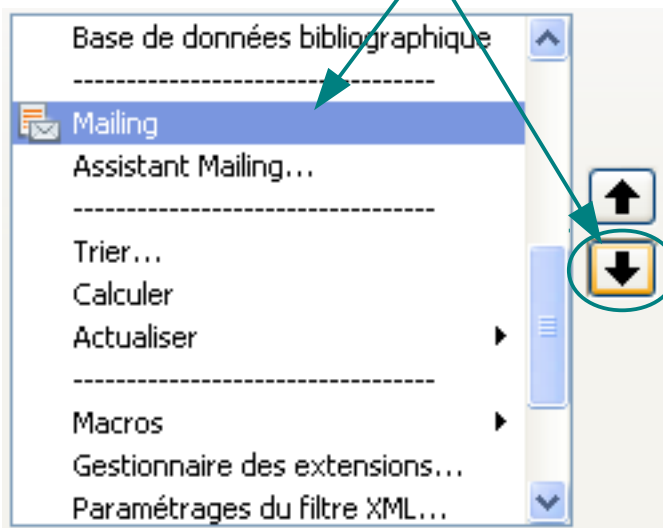 Base de données bibliographique
---------------------------------
Mailing
Assistant Mailing...
---------------------------------
Trier...
Calculer
Actualiser
---------------------------------
Macros
Gestionnaire des extensions...
Paramétrages du filtre XML...